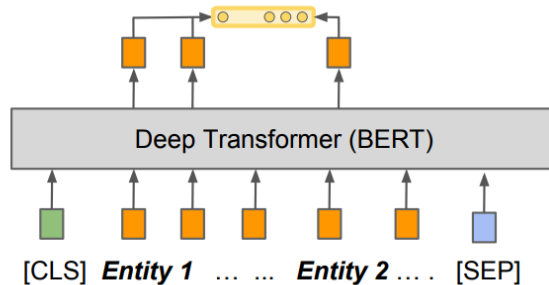 Deep Transformer (BERT)
[CLS] Entity 1 ... ... Entity 2 ... . [SEP]